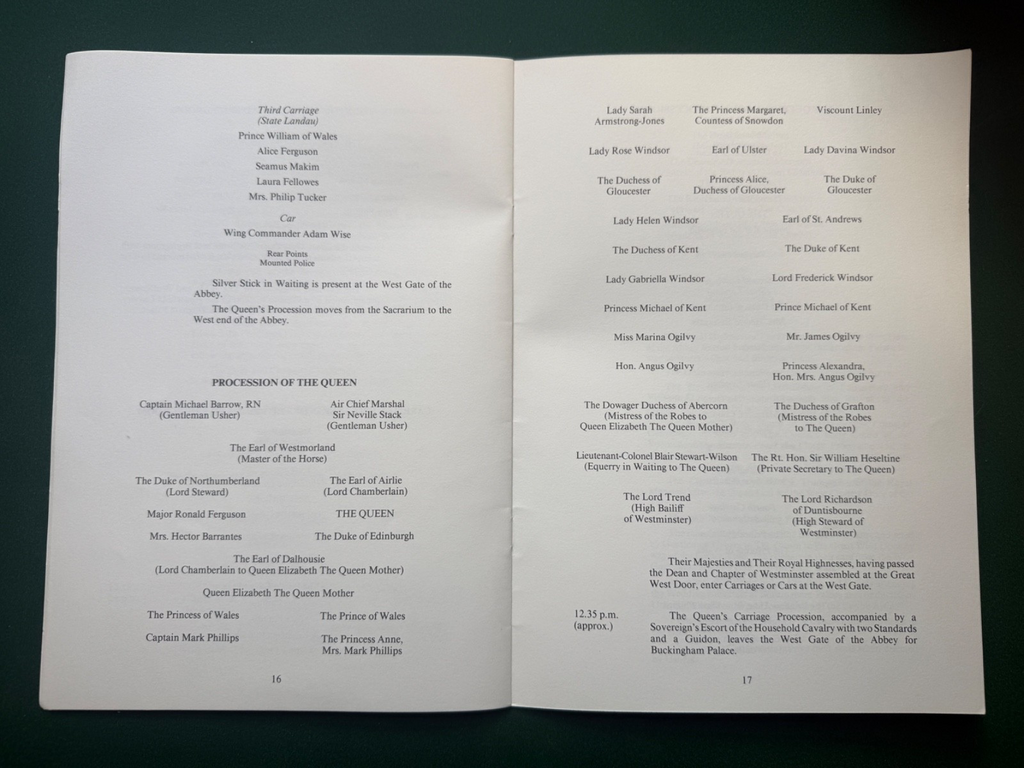 Third Carriage
(State Landau)
Prince William of Wales
Alice Ferguson
Seamus Makim
Laura Fellowes
Mrs. Philip Tucker
Car
Wing Commander Adam Wise
Rear Points
Mounted Police
Silver Stick in Waiting is present at the West Gate of the
Abbey.
The Queen's Procession moves from the Sacrarium to the
West end of the Abbey.
PROCESSION OF THE QUEEN
Captain Michael Barrow, RN
(Gentleman Usher)
Air Chief Marshal
Sir Neville Stack
(Gentleman Usher)
The Earl of Westmorland
(Master of the Horse)
The Duke of Northumberland
(Lord Steward)
The Earl of Airlie
(Lord Chamberlain)
Major Ronald Ferguson
THE QUEEN
Mrs. Hector Barrantes
The Duke of Edinburgh
The Earl of Dalhousie
(Lord Chamberlain to Queen Elizabeth The Queen Mother)
Queen Elizabeth The Queen Mother
The Princess of Wales
The Prince of Wales
Captain Mark Phillips
The Princess Anne,
Mrs. Mark Phillips
16
Lady Sarah
Armstrong-Jones
The Princess Margaret,
Countess of Snowdon
Viscount Linley
Lady Rose Windsor
Earl of Ulster
Lady Davina Windsor
The Duchess of
Gloucester
Princess Alice,
Duchess of Gloucester
The Duke of
Gloucester
Lady Helen Windsor
Earl of St. Andrews
The Duchess of Kent
The Duke of Kent
Lady Gabriella Windsor
Lord Frederick Windsor
Princess Michael of Kent
Prince Michael of Kent
Miss Marina Ogilvy
Mr. James Ogilvy
Hon. Angus Ogilvy
Princess Alexandra,
Hon. Mrs. Angus Ogilvy
The Dowager Duchess of Abercorn
(Mistress of the Robes to
Queen Elizabeth The Queen Mother)
The Duchess of Grafton
(Mistress of the Robes
to The Queen)
Lieutenant-Colonel Blair Stewart-Wilson
(Equerry in Waiting to The Queen)
The Rt. Hon. Sir William Heseltine
(Private Secretary to The Queen)
The Lord Trend
(High Bailiff
of Westminster)
The Lord Richardson
of Duntisbourne
(High Steward of
Westminster)
Their Majesties and Their Royal Highnesses, having passed
the Dean and Chapter of Westminster assembled at the Great
West Door, enter Carriages or Cars at the West Gate.
12.35 p.m.
(approx.)
The Queen's Carriage Procession, accompanied by a
Sovereign's Escort of the Household Cavalry with two Standards
and a Guidon, leaves the West Gate of the Abbey for
Buckingham Palace.
17